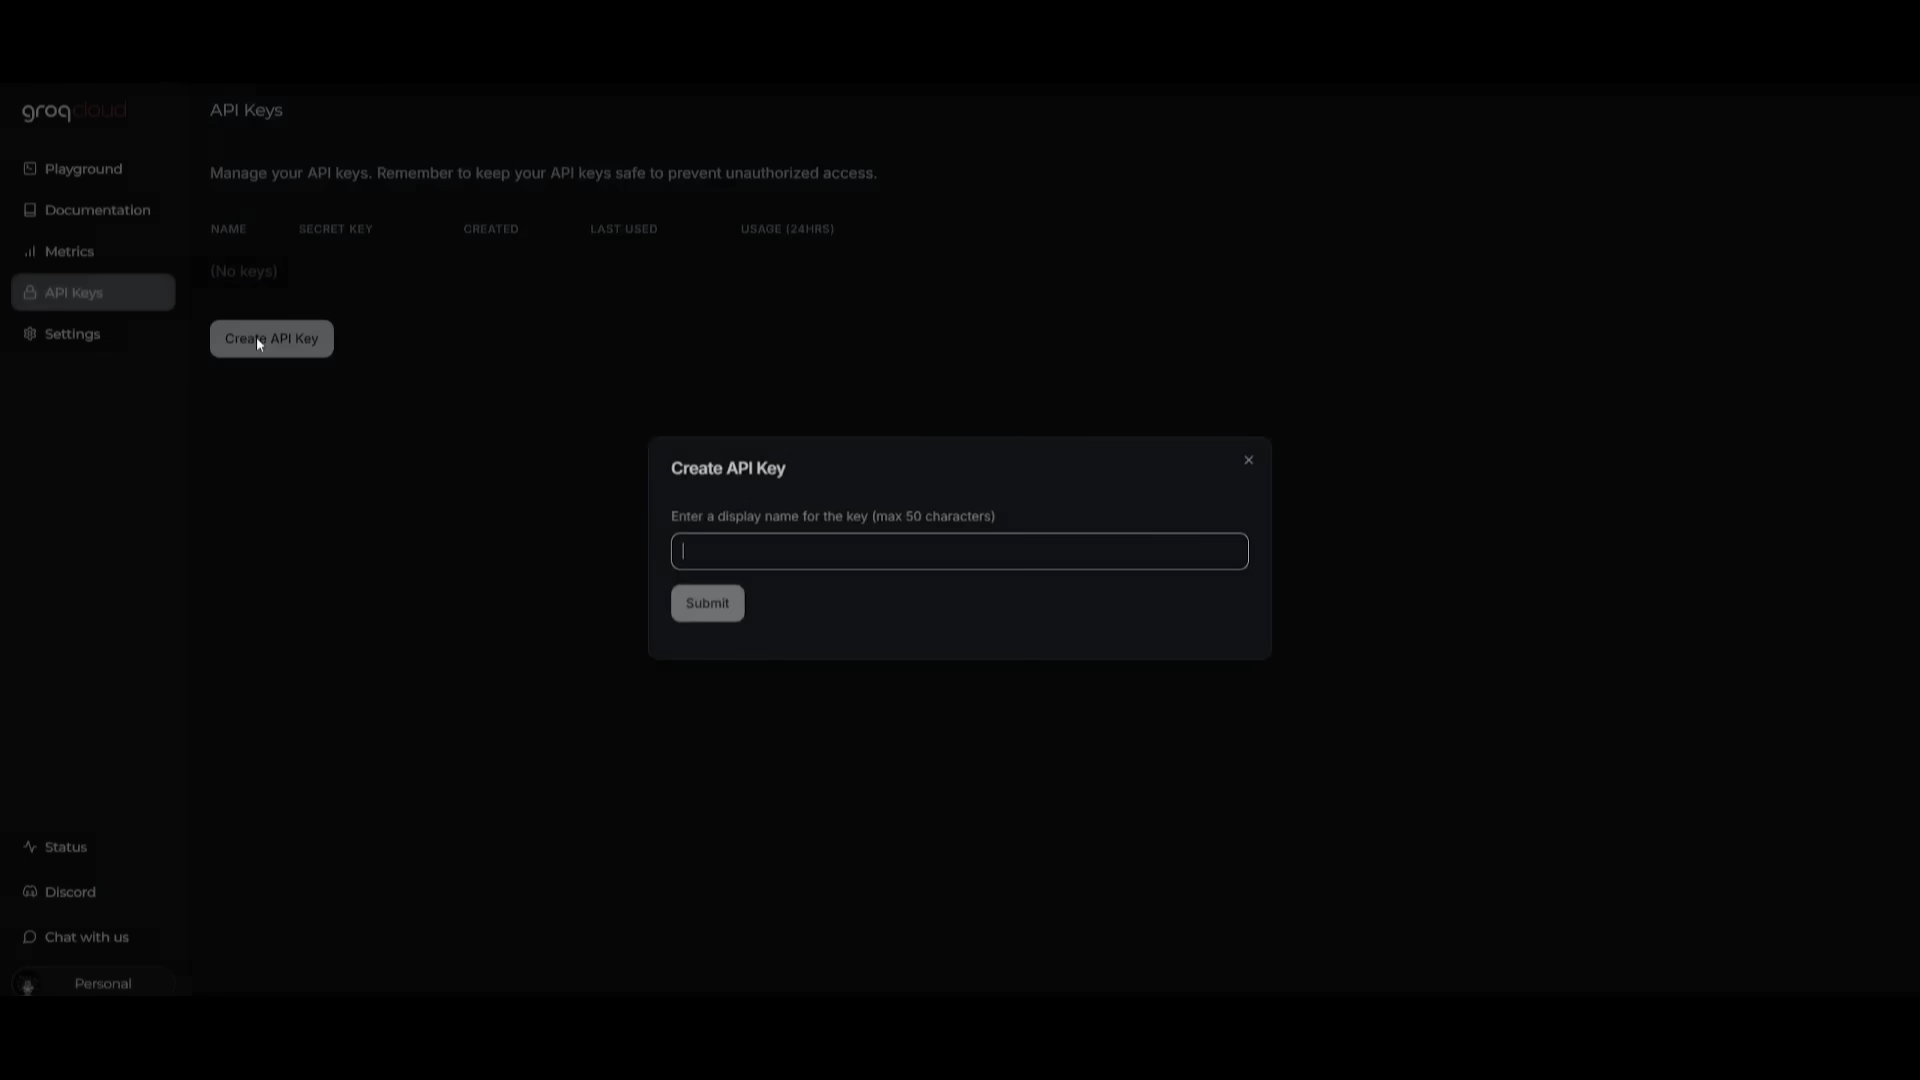 groqcloud
Playground
Documentation
Metrics
API Keys
Settings
Status
Discord
Chat with us
Personal
API Keys
Manage your API keys. Remember to keep your API keys safe to prevent unauthorized access.
NAME SECRET KEY CREATED LAST USED USAGE (24HRS)
(No keys)
Create API Key
Create API Key
Enter a display name for the key (max 50 characters)
Submit